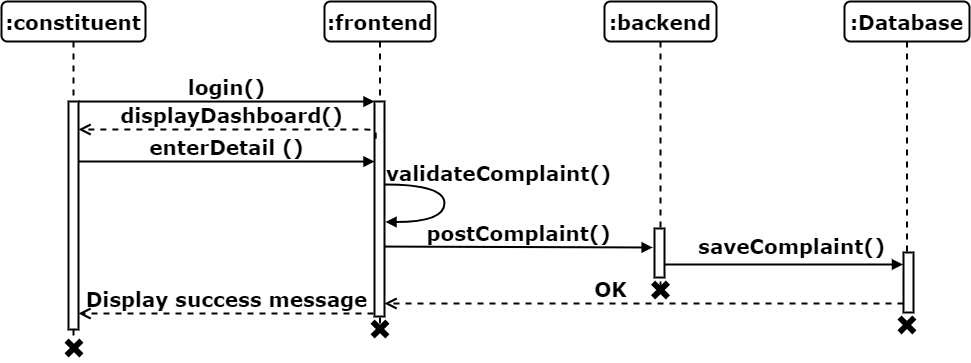 :constituent
:frontend
:backend
:Database
login()
displayDashboard()
enterDetail ()
validateComplaint()
postComplaint()
saveComplaint()
OK
Display success message